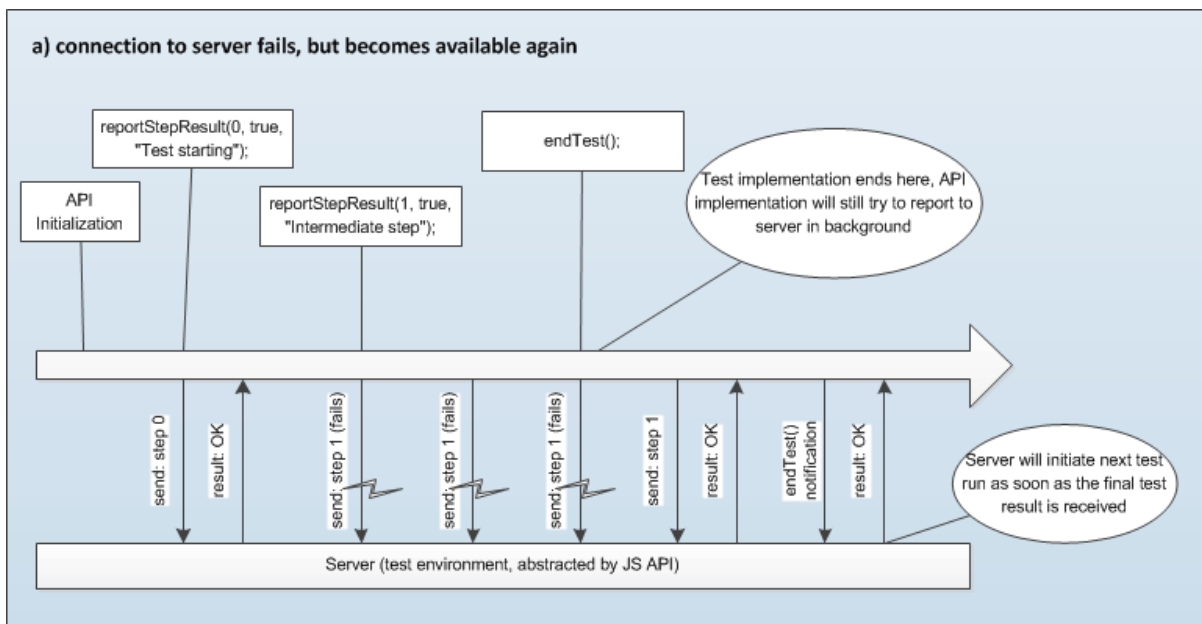 a) connection to server fails, but becomes available again
reportStepResult(0, true,
"Test starting");
endTest();
API
Initialization
reportStepResult(1, true,
"Intermediate step");
Test implementation ends here, API
implementation will still try to report to
server in background
send: step 0
result: OK
send: step 1 (fails)
send: step 1 (fails)
send: step 1 (fails)
send: step 1
result: OK
endTest()
notification
result: OK
Server will initiate next test
run as soon as the final test
result is received
Server (test environment, abstracted by JS API)